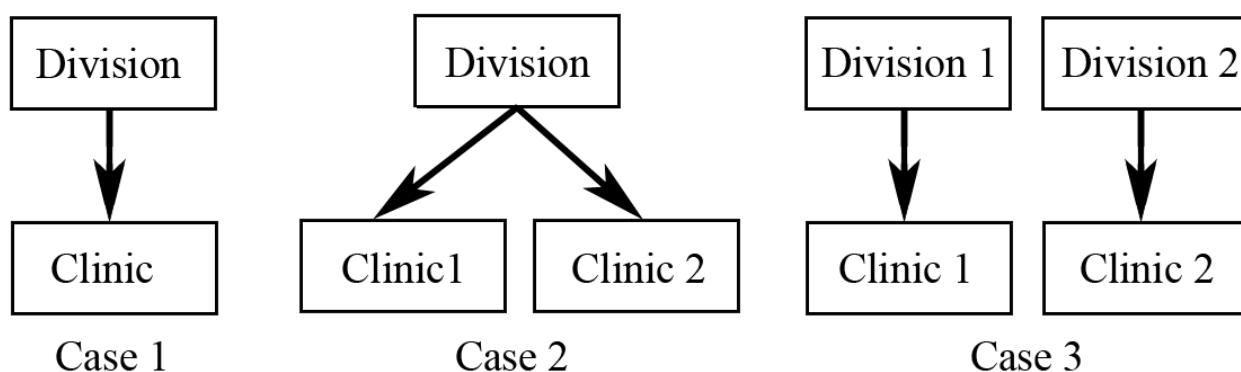 Division
Clinic
Case 1
Division
Clinic1
Clinic 2
Case 2
Division 1
Division 2
Clinic 1
Clinic 2
Case 3